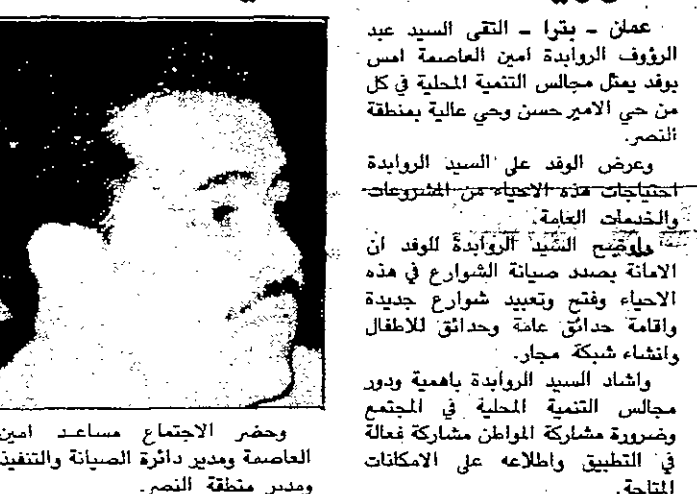 عمان - بترا - التقى السيد عبد
الرؤوف الروابدة امين العاصمة امس
بوفد يمثل مجالس التنمية المحلية في كل
من حي الامير حسن وحي عالية بمنطقة
النصر.
وعرض الوفد على السيد الروابدة
احتياجات هذه الاحياء من المشروعات
والخدمات العامة.
واوضح السيد الروابدة للوفد ان
الامانة بصدد صيانة الشوارع في هذه
الاحياء وفتح وتعبيد شوارع جديدة
واقامة حدائق عامة وحدائق للاطفال
وانشاء شبكة مجار.
واشاد السيد الروابدة باهمية ودور
مجالس التنمية المحلية في المجتمع
وضرورة مشاركة المواطن مشاركة فعالة
في التطبيق واطلاعه على الامكانات
المتاحة.
وحضر الاجتماع مساعد امين
العاصمة ومدير دائرة الصيانة والتنفيذ
ومدير منطقة النصر.